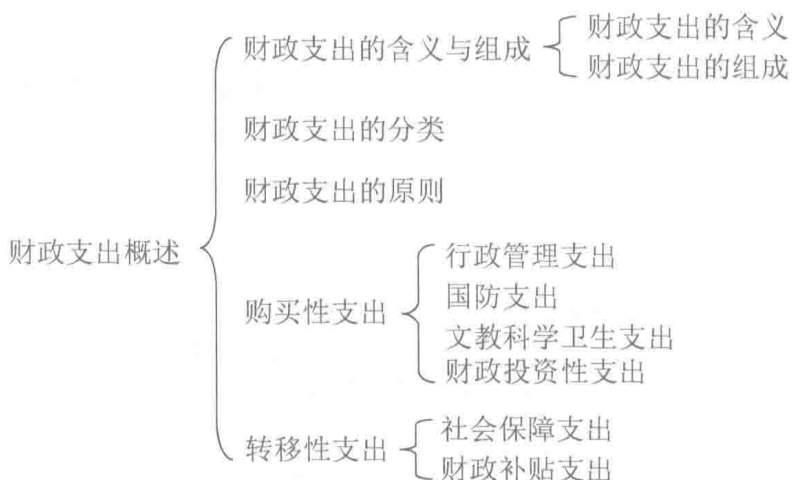 财政支出概述
财政支出的含义与组成
财政支出的含义
财政支出的组成
财政支出的分类
财政支出的原则
购买性支出
行政管理支出
国防支出
文教科学卫生支出
财政投资性支出
转移性支出
社会保障支出
财政补贴支出